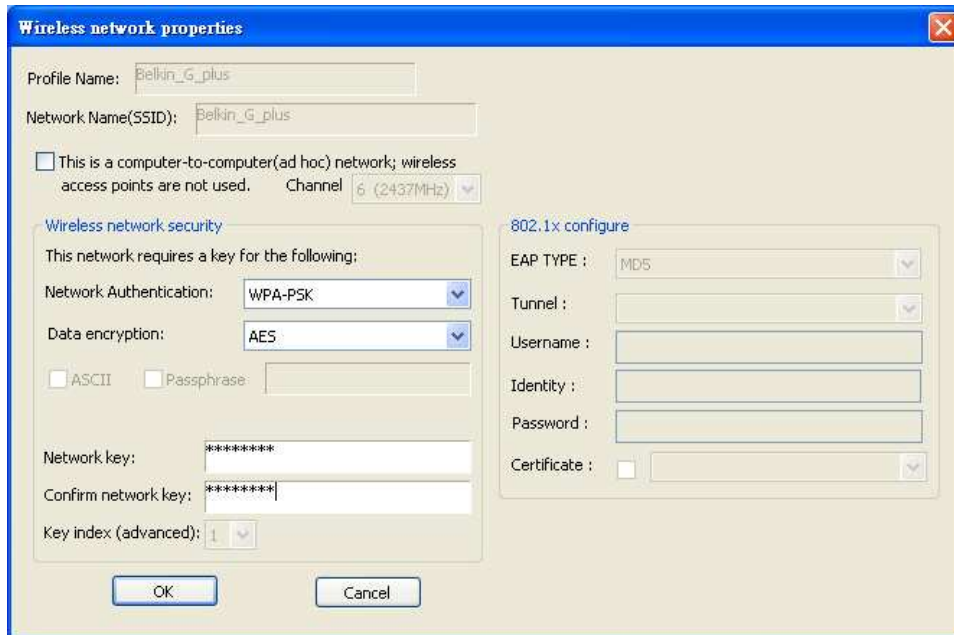 Wireless network properties
Profile Name: Belkin_G_plus
Network Name(SSID): Belkin_G_plus
This is a computer-to-computer(ad hoc) network; wireless
access points are not used. Channel 6 (2437MHz)
Wireless network security
This network requires a key for the following:
Network Authentication: WPA-PSK
Data encryption: AES
ASCII Passphrase
Network key: ********
Confirm network key: ********
Key index (advanced): 1
OK Cancel
802.1x configure
EAP TYPE : MD5
Tunnel :
Username :
Identity :
Password :
Certificate :